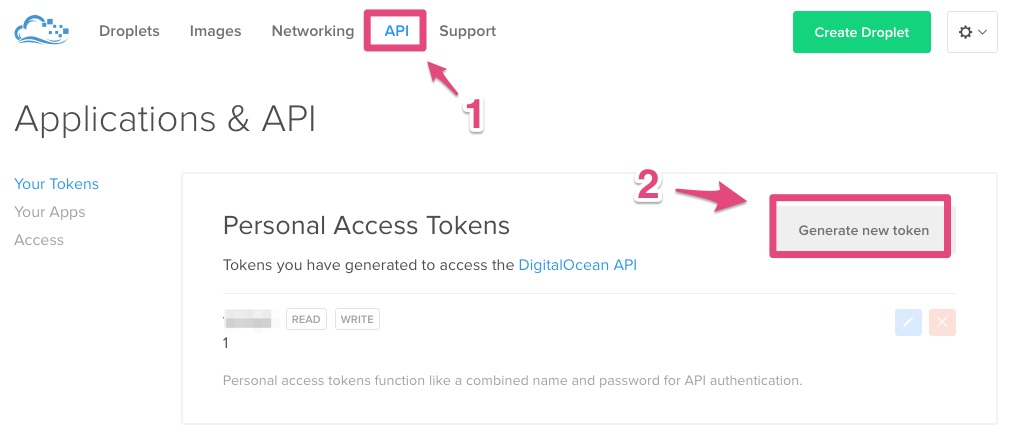 Droplets Images Networking API Support Create Droplet
1
Applications & API
Your Tokens
Your Apps
Access
2
Personal Access Tokens
Generate new token
Tokens you have generated to access the DigitalOcean API
READ WRITE
1
Personal access tokens function like a combined name and password for API authentication.